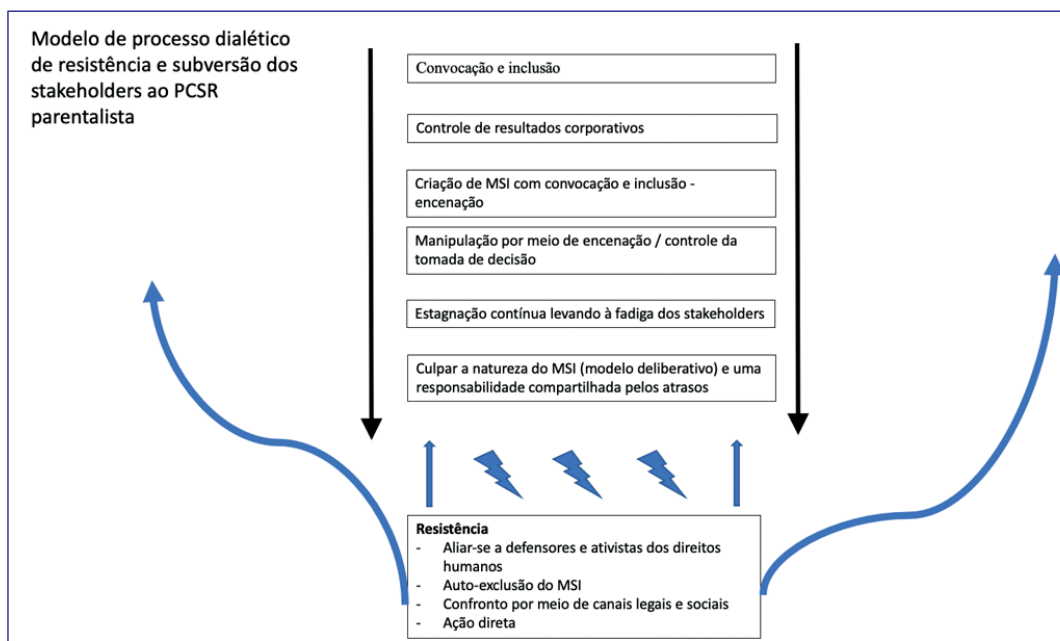 Modelo de processo dialético
de resistência e subversão dos
stakeholders ao PCSR
parentalista
Convocação e inclusão
Controle de resultados corporativos
Criação de MSI com convocação e inclusão -
encenação
Manipulação por meio de encenação / controle da
tomada de decisão
Estagnação contínua levando à fadiga dos stakeholders
Culpar a natureza do MSI (modelo deliberativo) e uma
responsabilidade compartilhada pelos atrasos
Resistência
- Aliar-se a defensores e ativistas dos direitos
humanos
- Auto-exclusão do MSI
- Confronto por meio de canais legais e sociais
- Ação direta